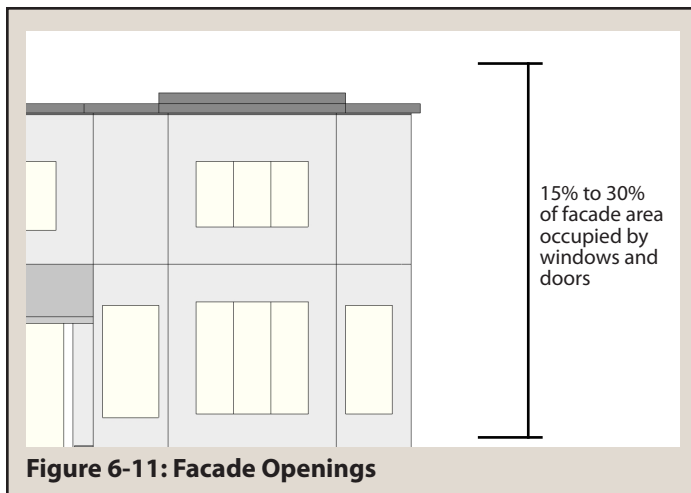 15% to 30%
of facade area
occupied by
windows and
doors
Figure 6-11: Facade Openings